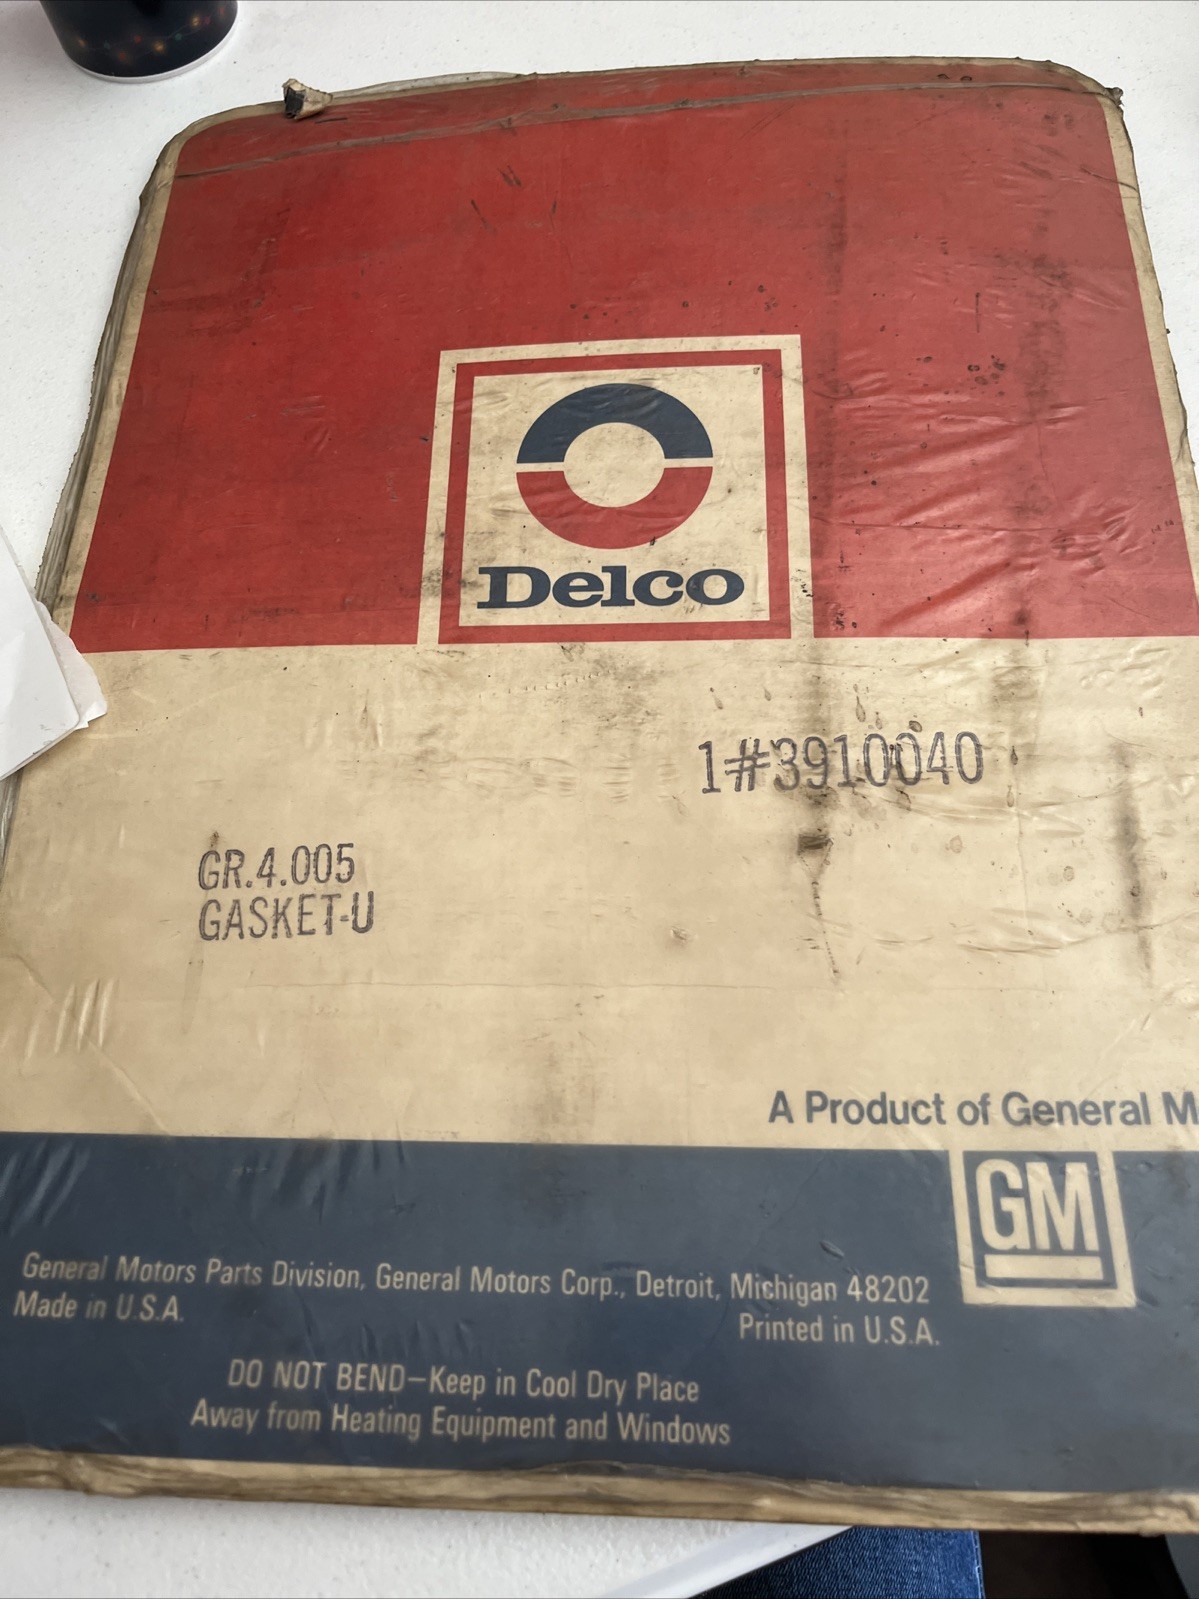 Delco
1#3910040
GR.4.005
GASKET-U
A Product of General M
GM
General Motors Parts Division, General Motors Corp., Detroit, Michigan 48202
Made in U.S.A.
Printed in U.S.A.
DO NOT BEND—Keep in Cool Dry Place
Away from Heating Equipment and Windows